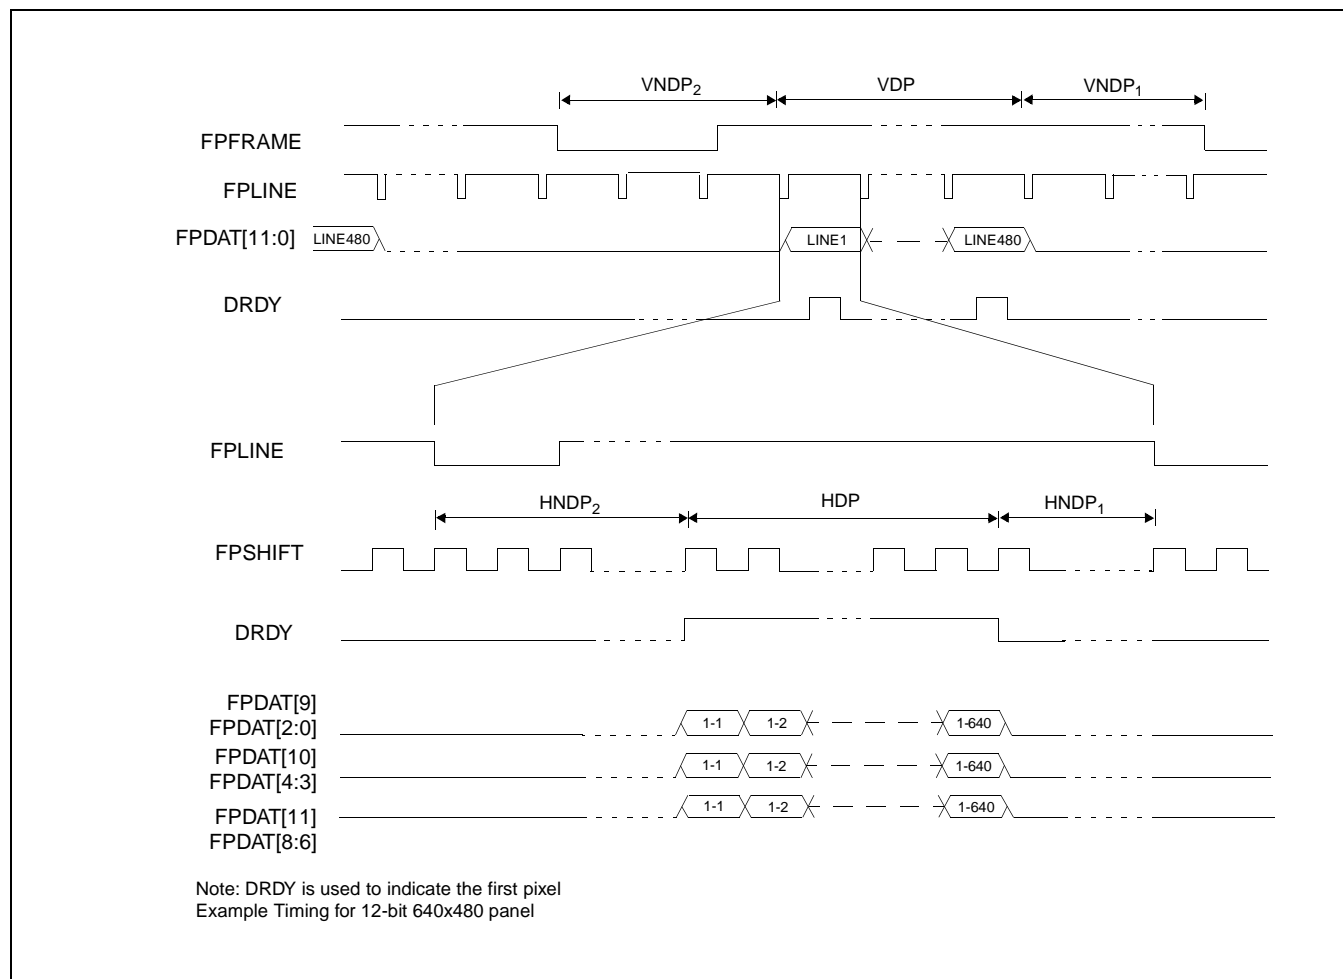 VNDP2 VDP VNDP1
FPFRAME
FPLINE
FPDAT[11:0] LINE480 LINE1 LINE480
DRDY
FPLINE
HNDP2 HDP HNDP1
FPSHIFT
DRDY
FPDAT[9]
FPDAT[2:0] 1-1 1-2 1-640
FPDAT[10]
FPDAT[4:3] 1-1 1-2 1-640
FPDAT[11] 1-1 1-2 1-640
FPDAT[8:6]
Note: DRDY is used to indicate the first pixel
Example Timing for 12-bit 640x480 panel